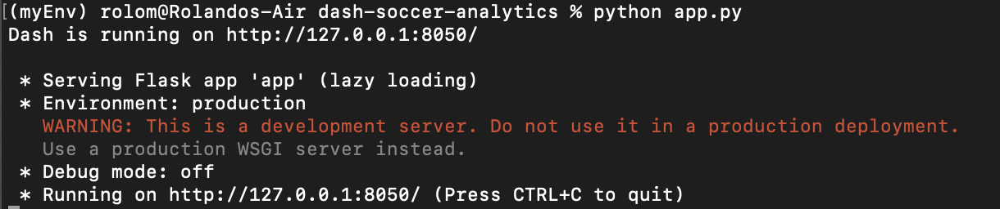 [(myEnv) rolom@Rolandos-Air dash-soccer-analytics % python app.py
Dash is running on http://127.0.0.1:8050/
* Serving Flask app 'app' (lazy loading)
* Environment: production
WARNING: This is a development server. Do not use it in a production deployment.
Use a production WSGI server instead.
* Debug mode: off
* Running on http://127.0.0.1:8050/ (Press CTRL+C to quit)